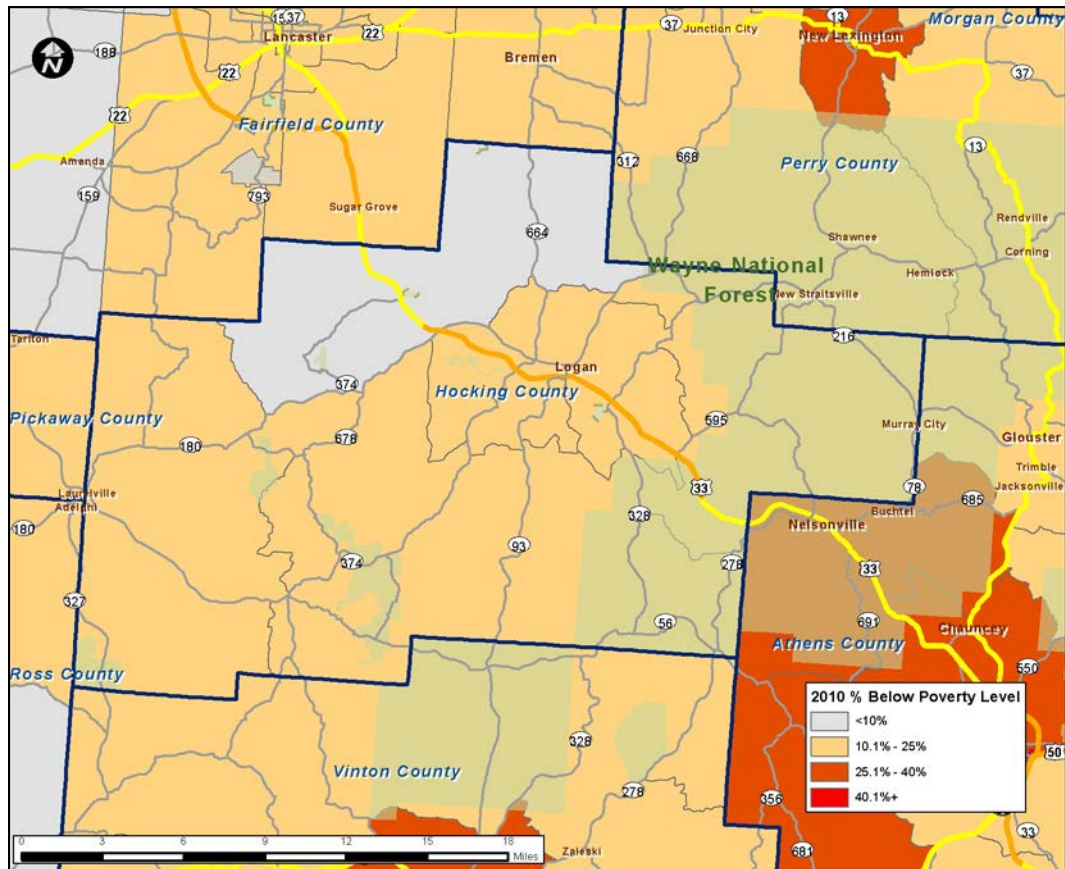 15
37
13
Morgan County
Lancaster
22
37
Junction City
New Lexington
188
Bremen
N
22
37
22
Fairfield County
13
Amanda
312
668
Perry County
159
793
Sugar Grove
Rendville
664
Shawnee
Corning
Wayne National
Forest
Hemlock
New Straitsville
Tarlton
216
Logan
374
Hocking County
Pickaway County
678
595
Murray City
180
Glouster
Trimble
Laurelville
Adelphi
33
78
685
Jacksonville
Buchtel
180
328
Nelsonville
93
374
278
33
327
56
691
Chauncey
Athens County
Ross County
550
2010 % Below Poverty Level
<10%
10.1% - 25%
25.1% - 40%
40.1%+
328
50
Vinton County
278
356
33
0 3 6 9 12 15 18
Miles
Zaleski
681